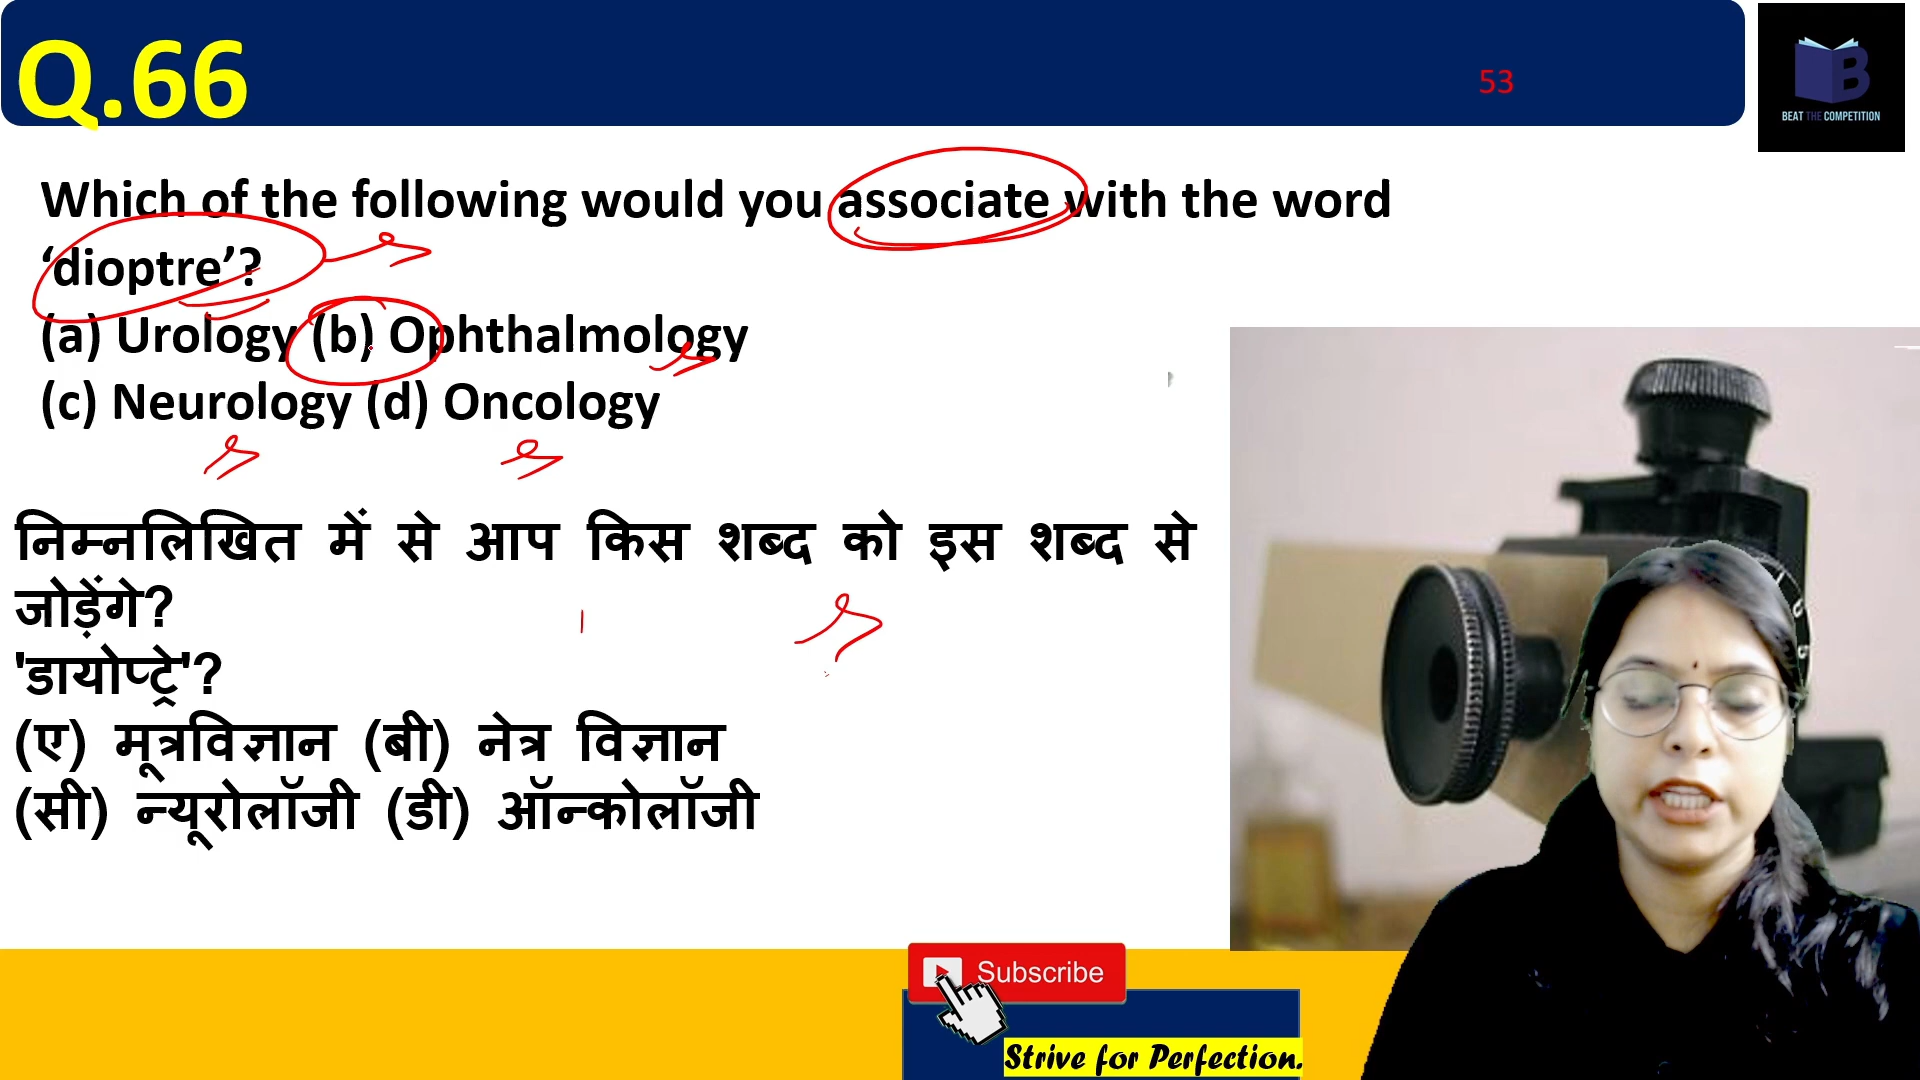 Q.66
53
BEAT THE COMPETITION
Which of the following would you associate with the word
‘dioptre’?
(a) Urology (b) Ophthalmology
(c) Neurology (d) Oncology
निम्नलिखित में से आप किस शब्द को इस शब्द से
जोड़ेंगे?
'डायोप्ट्रे'?
(ए) मूत्रविज्ञान (बी) नेत्र विज्ञान
(सी) न्यूरोलॉजी (डी) ऑन्कोलॉजी
Subscribe
Strive for Perfection.